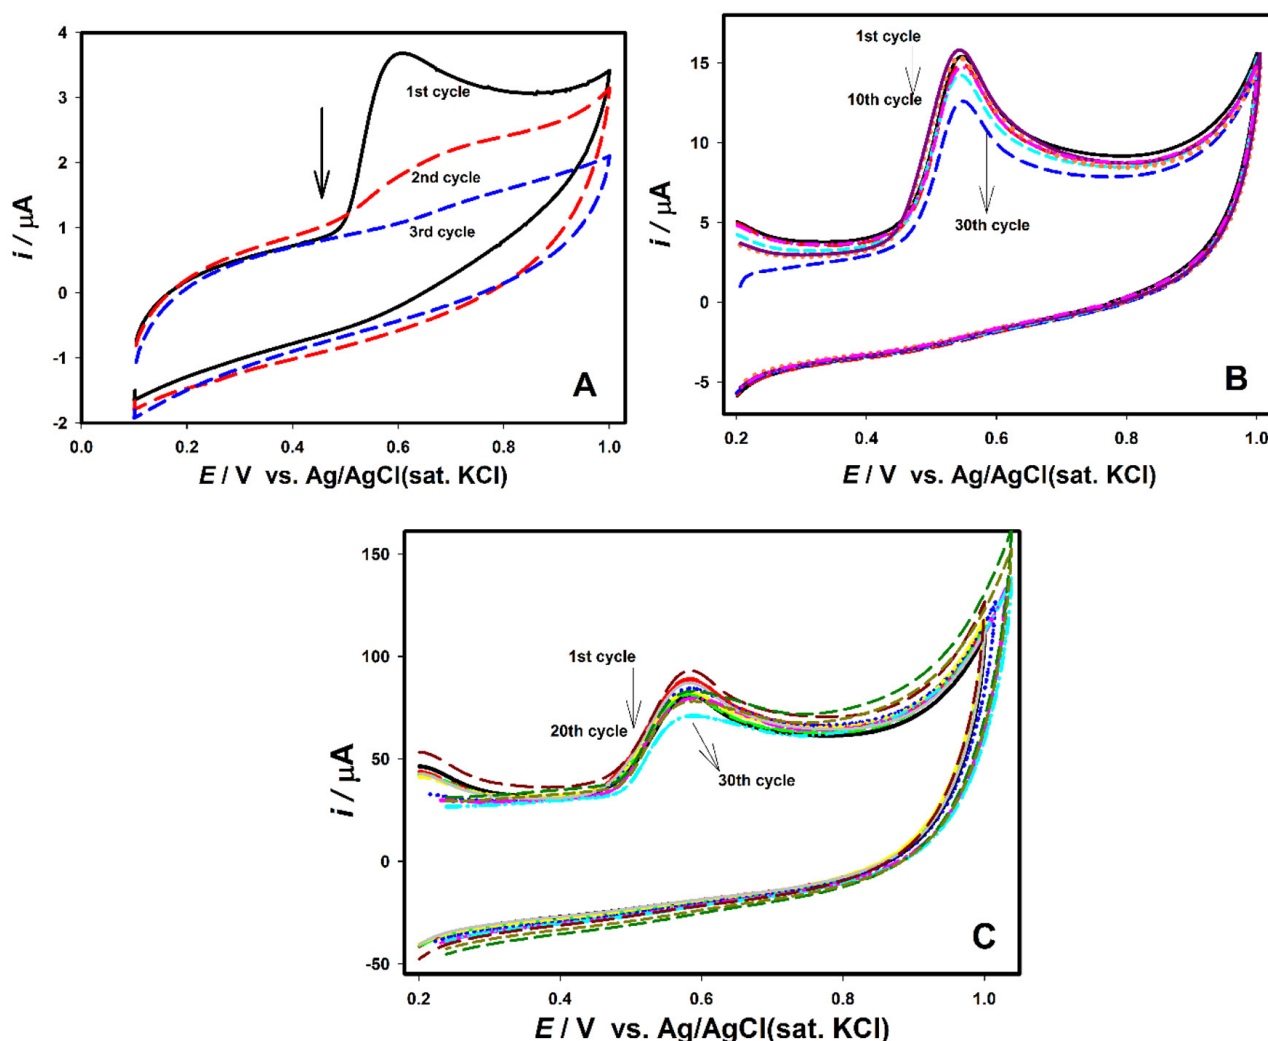 4
3
2
1
0
-1
-2
i / µA
1st cycle
2nd cycle
3rd cycle
A
0.0 0.2 0.4 0.6 0.8 1.0
E / V vs. Ag/AgCl(sat. KCl)
15
10
5
0
-5
i / µA
1st cycle
10th cycle
30th cycle
B
0.2 0.4 0.6 0.8 1.0
E / V vs. Ag/AgCl(sat. KCl)
150
100
50
0
-50
i / µA
1st cycle
20th cycle
30th cycle
C
0.2 0.4 0.6 0.8 1.0
E / V vs. Ag/AgCl(sat. KCl)